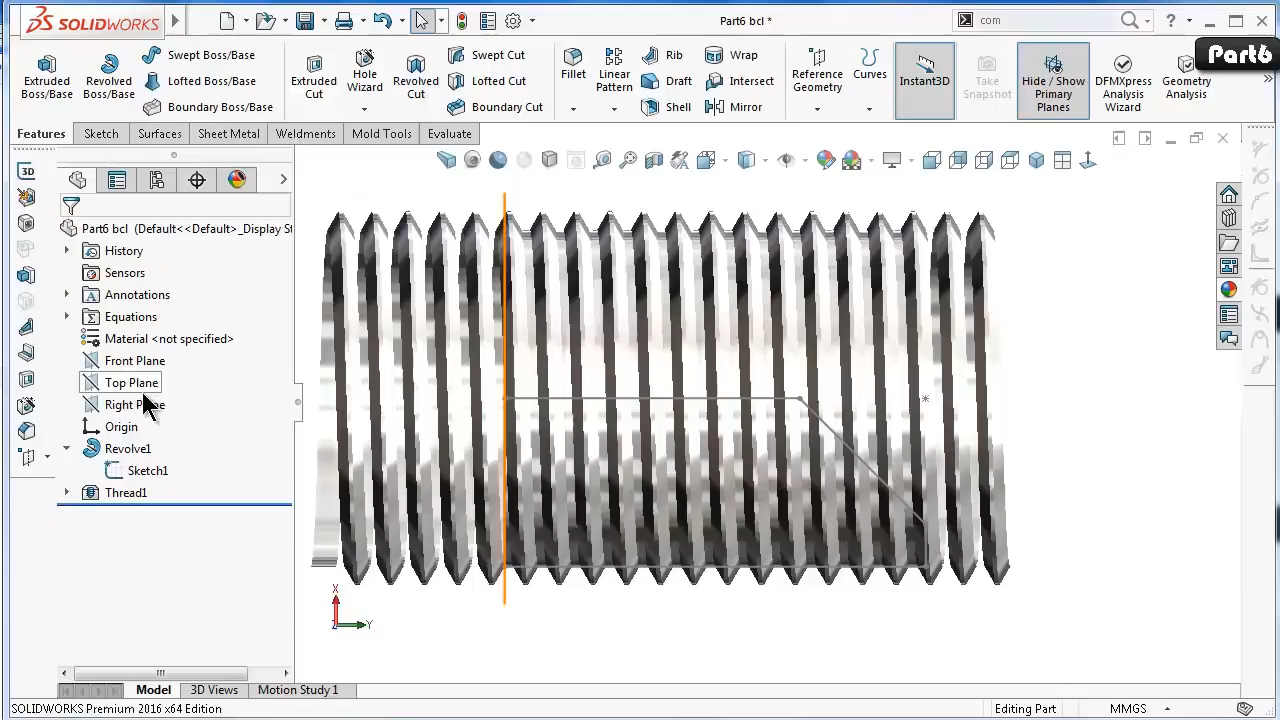 SOLIDWORKS
Part6 bcl *
com
?
Part6
Extruded Boss/Base
Revolved Boss/Base
Swept Boss/Base
Lofted Boss/Base
Boundary Boss/Base
Extruded Cut
Hole Wizard
Revolved Cut
Swept Cut
Lofted Cut
Boundary Cut
Fillet
Linear Pattern
Rib
Draft
Shell
Wrap
Intersect
Mirror
Reference Geometry
Curves
Instant3D
Take Snapshot
Hide / Show Primary Planes
DFMXpress Analysis Wizard
Geometry Analysis
Features
Sketch
Surfaces
Sheet Metal
Weldments
Mold Tools
Evaluate
3D
Part6 bcl (Default<<Default>_Display St
History
Sensors
Annotations
Equations
Material <not specified>
Front Plane
Top Plane
Right Plane
Origin
Revolve1
Sketch1
Thread1
X
Y
Z
Model
3D Views
Motion Study 1
SOLIDWORKS Premium 2016 x64 Edition
Editing Part
MMGS